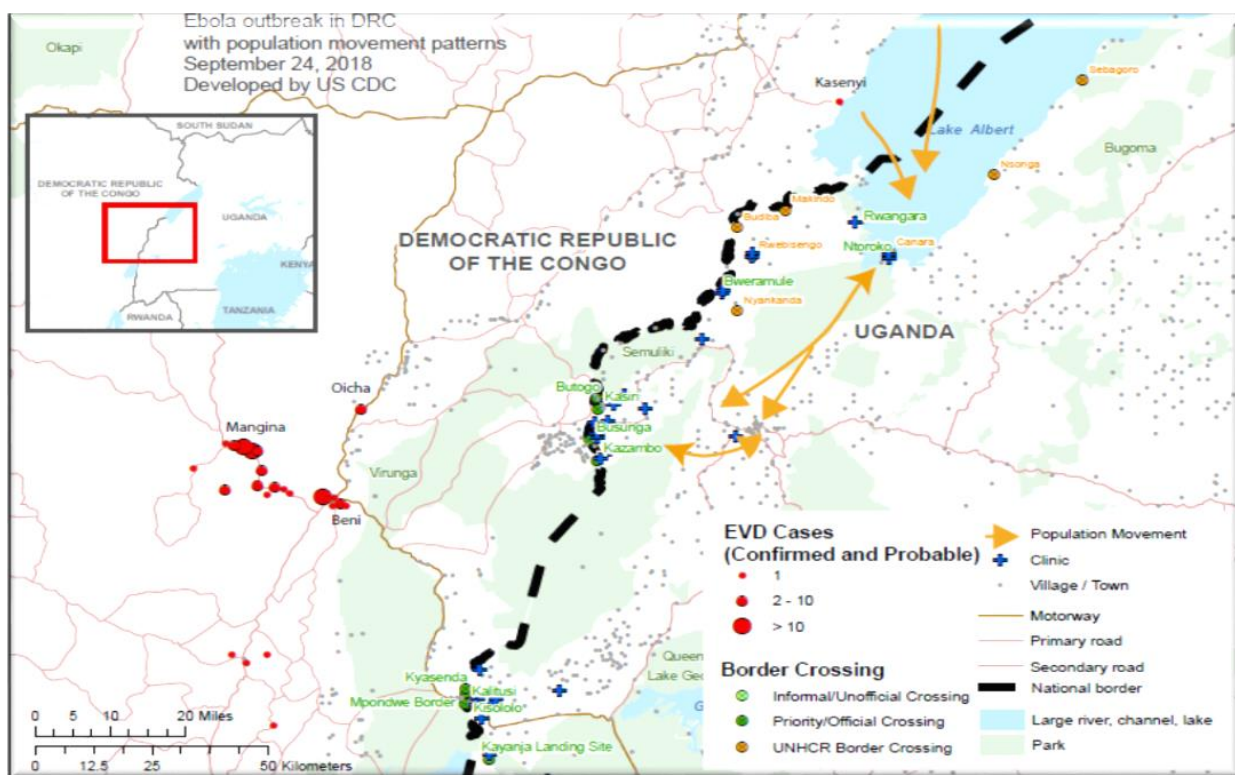 Ebola outbreak in DRC
with population movement patterns
September 24, 2018
Developed by US CDC
Okapi
SOUTH SUDAN
DEMOCRATIC REPUBLIC
OF THE CONGO
UGANDA
KENYA
RWANDA
TANZANIA
Kasenyi
Sebagoro
Lake Albert
Bugoma
Nsonga
Makindo
Budiba
Rwangara
DEMOCRATIC REPUBLIC
OF THE CONGO
Rwebisengo
Ntoroko
Canara
Bweramule
Nyankanda
UGANDA
Semuliki
Butogo
Kasiri
Oicha
Mangina
Busunga
Kazambo
Virunga
Beni
Queen
Lake Geo
G
Kyasenda
Kalitusi
Mpondwe Border
Kisololo
Kayanja Landing Site
0 5 10 20 Miles
0 12.5 25 50 Kilometers
EVD Cases
(Confirmed and Probable)
1
2 - 10
> 10
Border Crossing
Informal/Unofficial Crossing
Priority/Official Crossing
UNHCR Border Crossing
Population Movement
Clinic
Village / Town
Motorway
Primary road
Secondary road
National border
Large river, channel, lake
Park